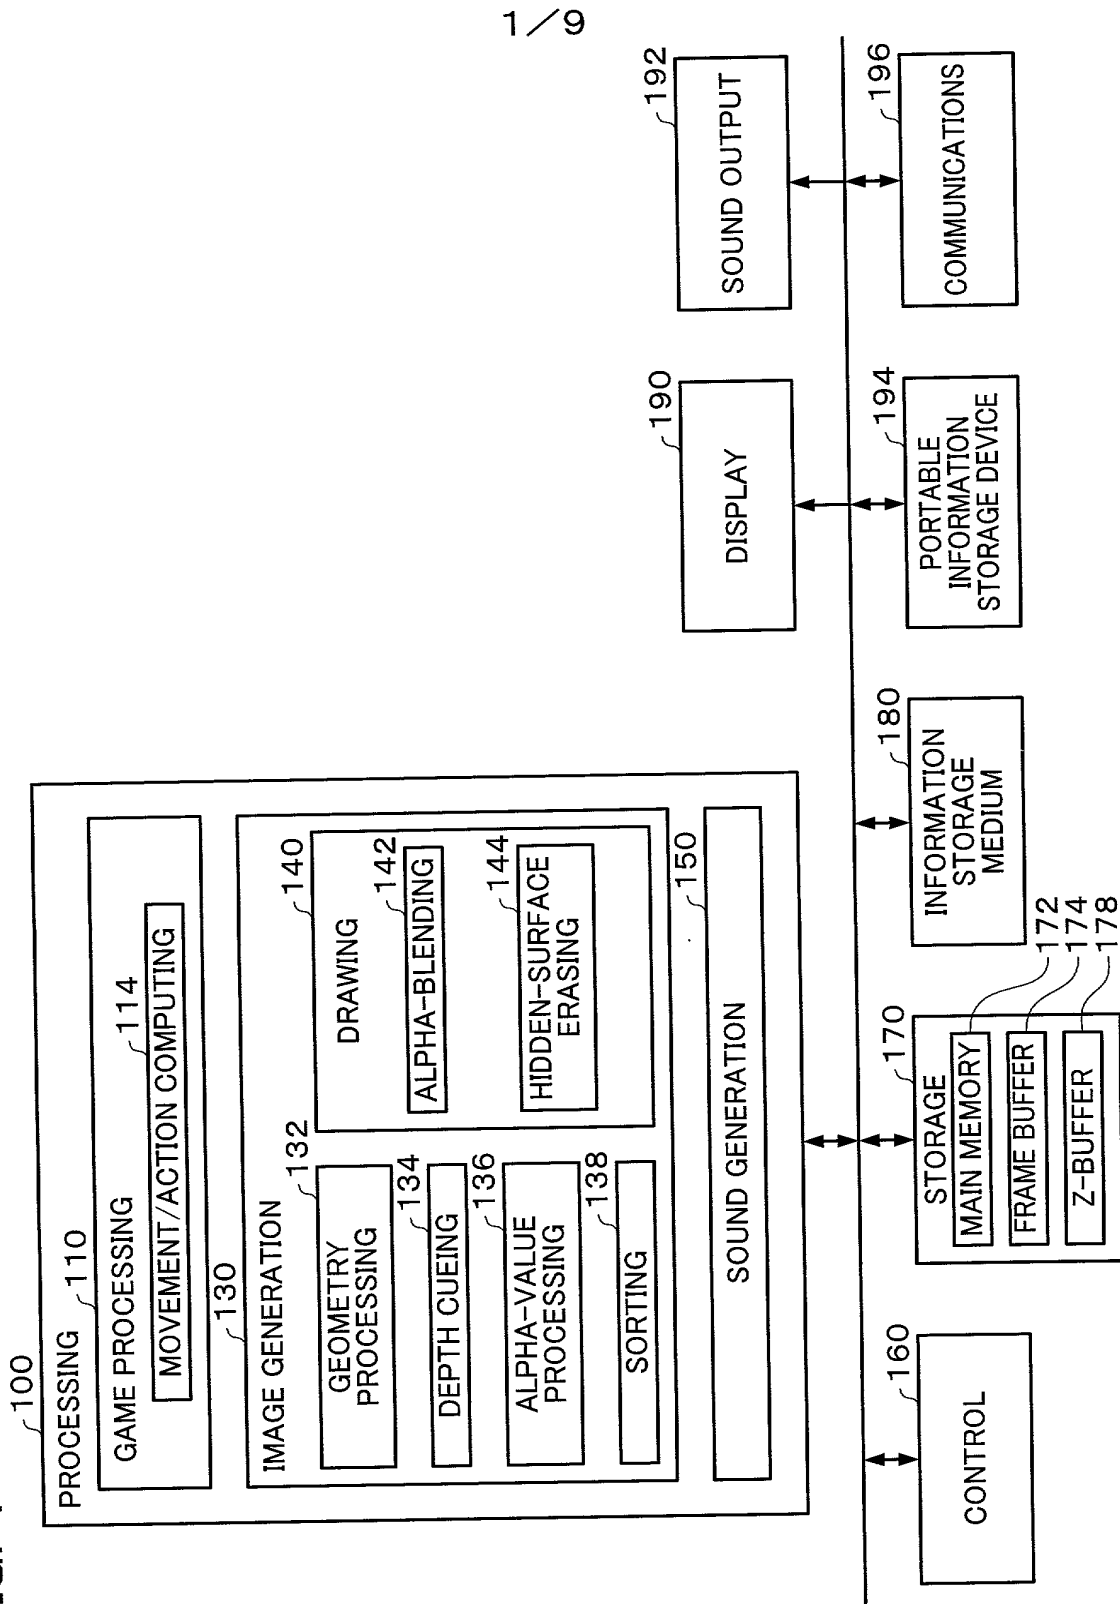 1/9
100
PROCESSING
110
GAME PROCESSING
114
MOVEMENT/ACTION COMPUTING
130
IMAGE GENERATION
132
GEOMETRY
PROCESSING
134
DEPTH CUEING
136
ALPHA-VALUE
PROCESSING
138
SORTING
140
DRAWING
142
ALPHA-BLENDING
144
HIDDEN-SURFACE
ERASING
150
SOUND GENERATION
190
DISPLAY
192
SOUND OUTPUT
160
CONTROL
170
STORAGE
MAIN MEMORY
172
FRAME BUFFER
174
Z-BUFFER
178
180
INFORMATION
STORAGE
MEDIUM
194
PORTABLE
INFORMATION
STORAGE DEVICE
196
COMMUNICATIONS